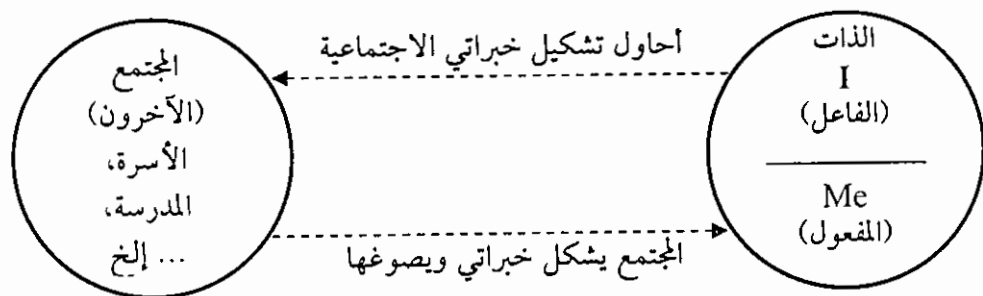 الذات
I
(الفاعل)
Me
(المفعول)
أحاول تشكيل خبراتي الاجتماعية
المجتمع
(الآخرون)
الأسرة،
المدرسة،
... إلخ
المجتمع يشكل خبراتي ويصوغها